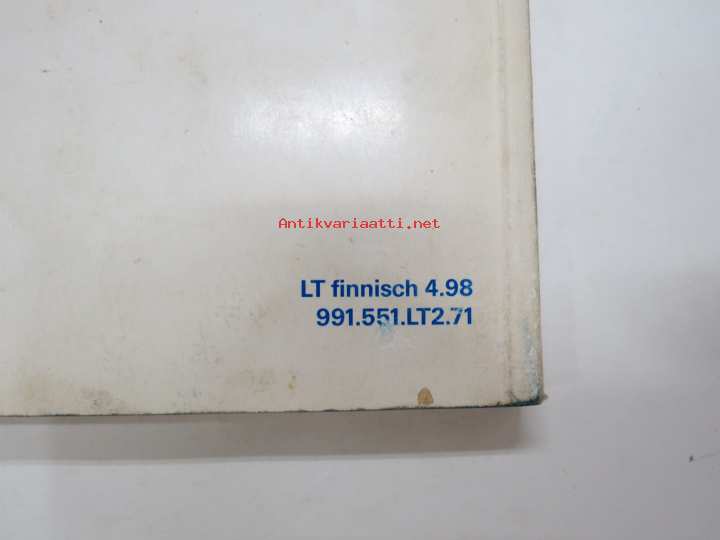 Antikvariaatti.net
LT finnisch 4.98
991.551.LT2.71